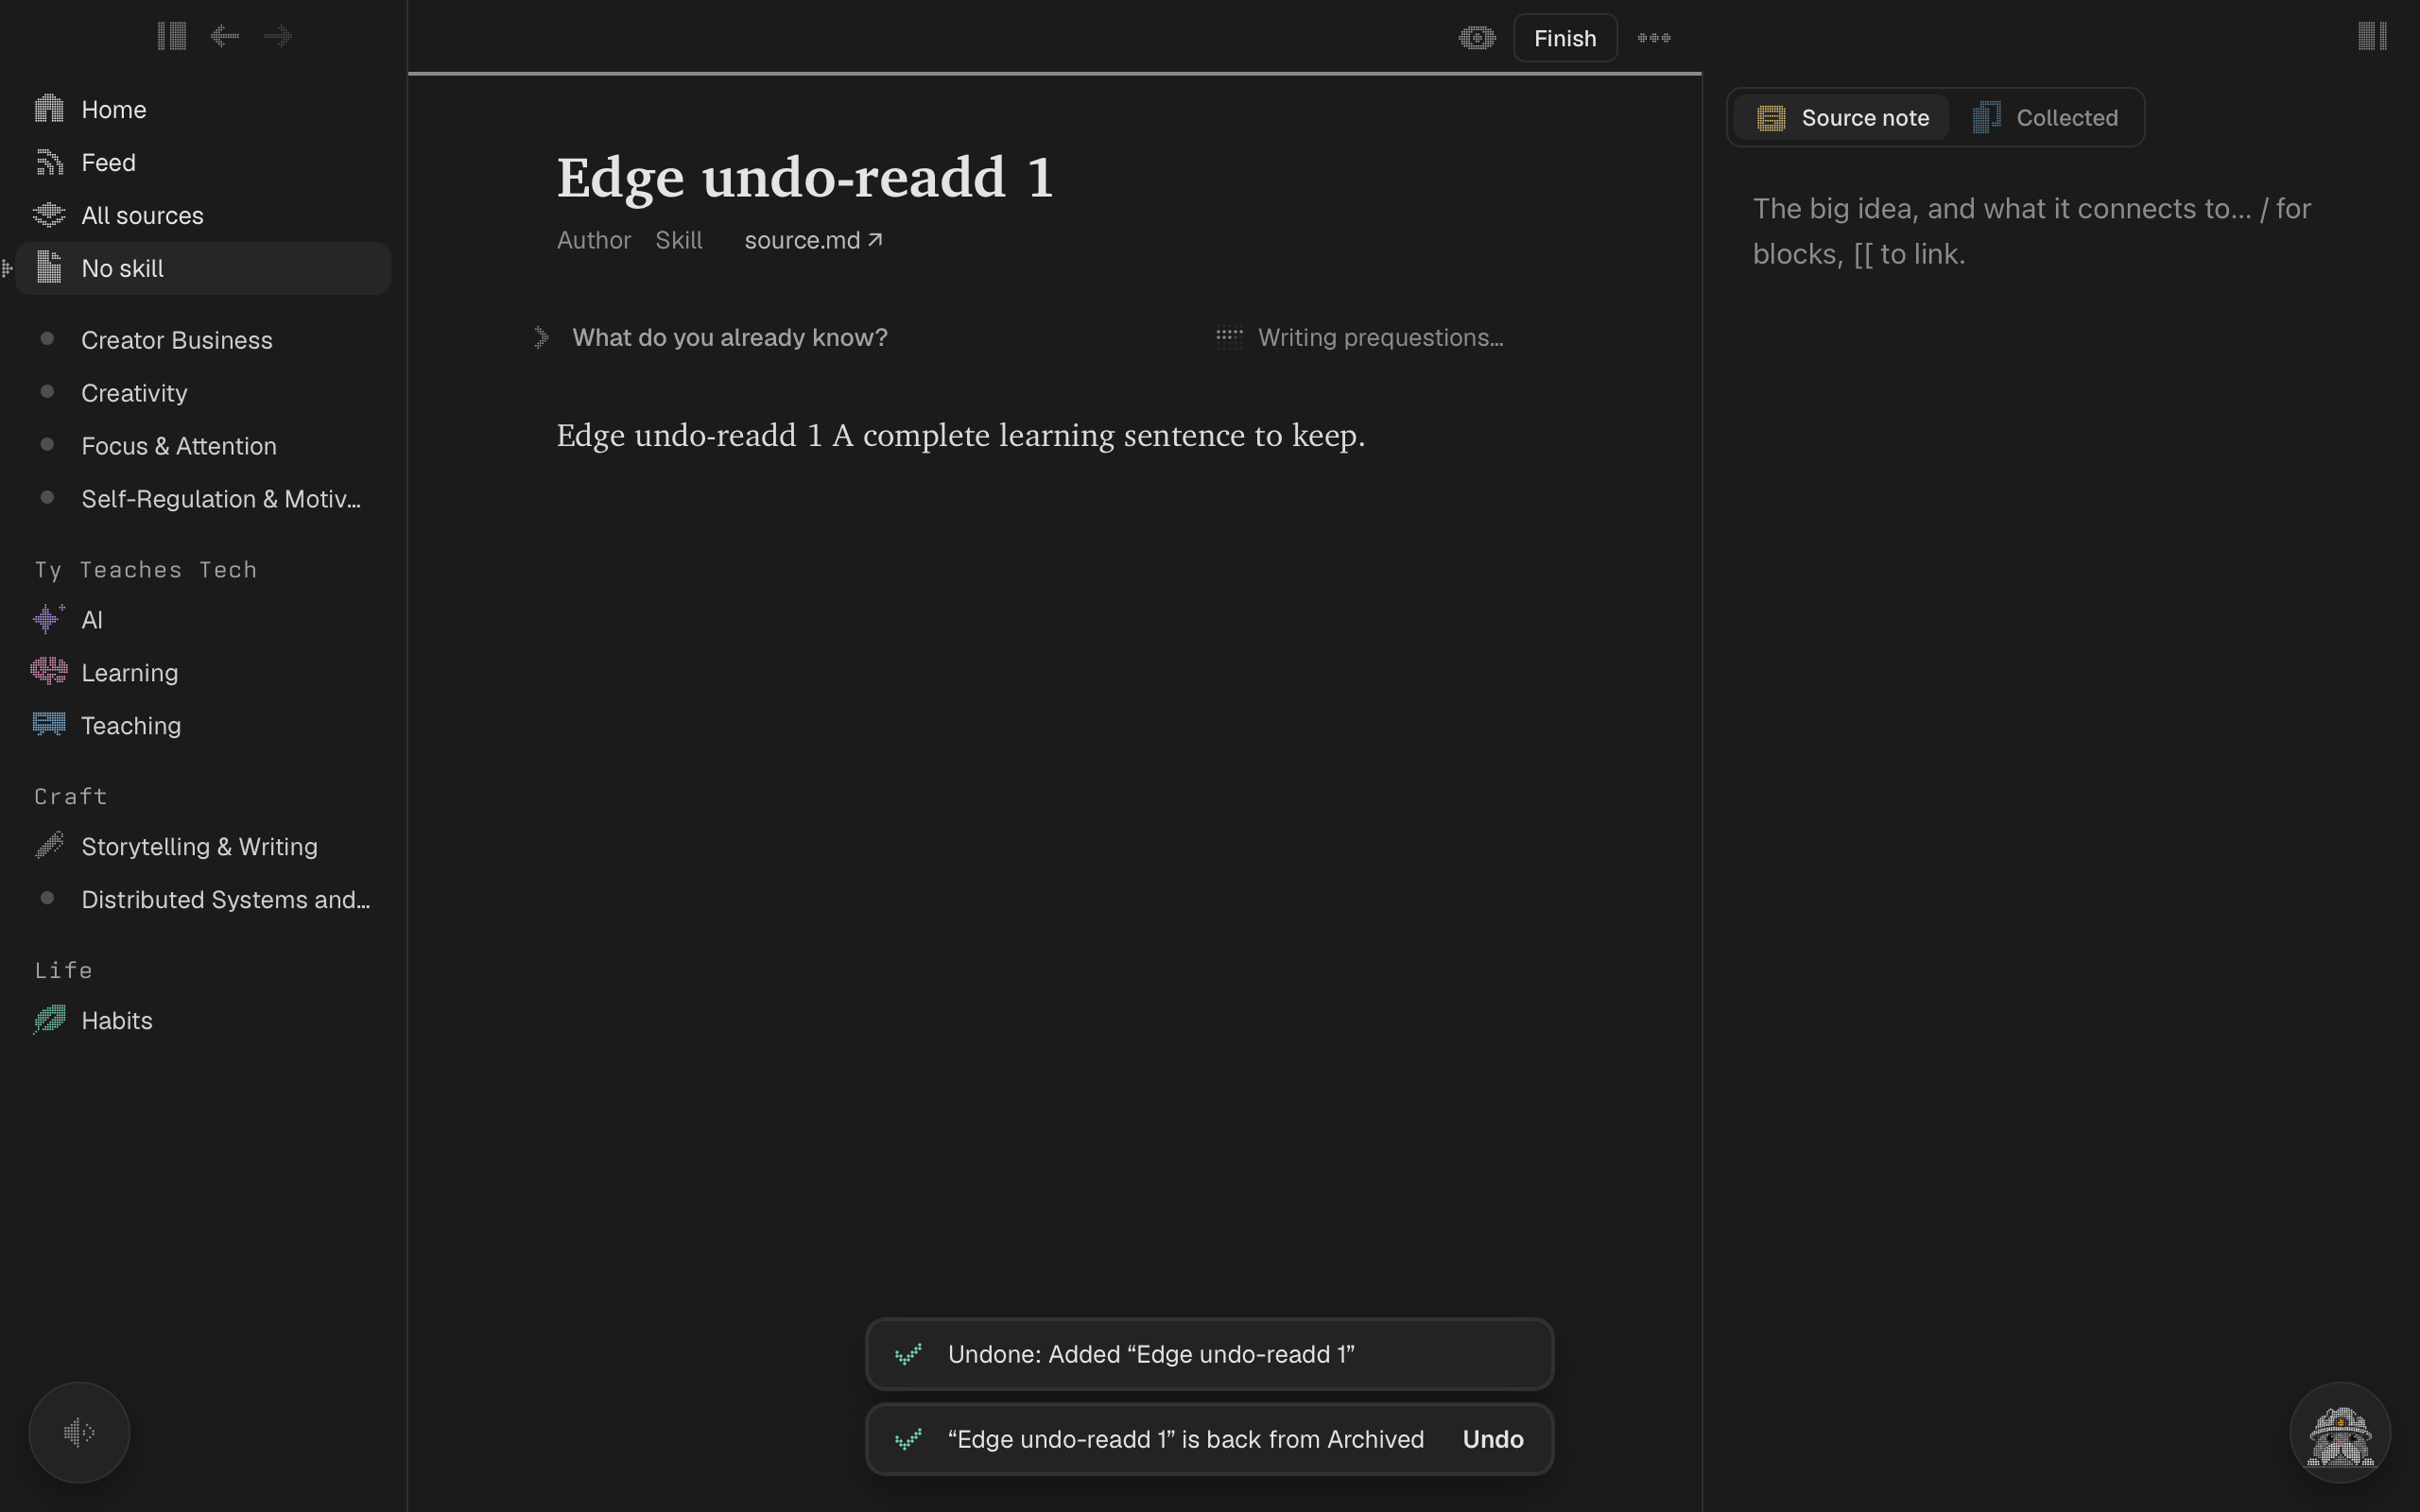 Home
Feed
All sources
No skill
Creator Business
Creativity
Focus & Attention
Self-Regulation & Motiv...
Ty Teaches Tech
AI
Learning
Teaching
Craft
Storytelling & Writing
Distributed Systems and...
Life
Habits
Finish
Edge undo-readd 1
Author Skill source.md ↗
What do you already know?
Writing prequestions...
Edge undo-readd 1 A complete learning sentence to keep.
Undone: Added “Edge undo-readd 1”
“Edge undo-readd 1” is back from Archived Undo
Source note
Collected
The big idea, and what it connects to... / for
blocks, [[ to link.